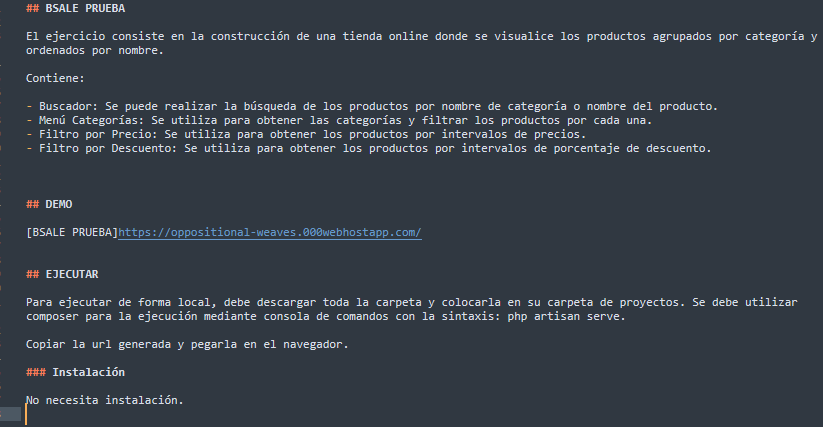 ## BSALE PRUEBA
El ejercicio consiste en la construcción de una tienda online donde se visualice los productos agrupados por categoría y
ordenados por nombre.
Contiene:
- Buscador: Se puede realizar la búsqueda de los productos por nombre de categoría o nombre del producto.
- Menú Categorías: Se utiliza para obtener las categorías y filtrar los productos por cada una.
- Filtro por Precio: Se utiliza para obtener los productos por intervalos de precios.
- Filtro por Descuento: Se utiliza para obtener los productos por intervalos de porcentaje de descuento.
## DEMO
[BSALE PRUEBA]https://oppositional-weaves.000webhostapp.com/
## EJECUTAR
Para ejecutar de forma local, debe descargar toda la carpeta y colocarla en su carpeta de proyectos. Se debe utilizar
composer para la ejecución mediante consola de comandos con la sintaxis: php artisan serve.
Copiar la url generada y pegarla en el navegador.
### Instalación
No necesita instalación.